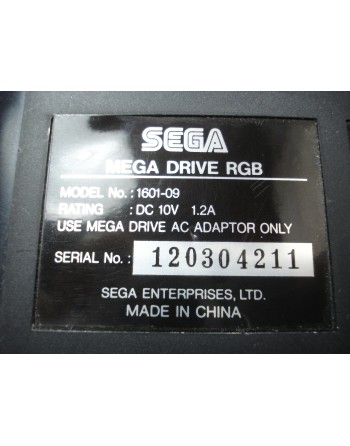 SEGA
MEGA DRIVE RGB
MODEL No. : 1601-09
RATING : DC 10V 1.2A
USE MEGA DRIVE AC ADAPTOR ONLY
SERIAL No. : 120304211
SEGA ENTERPRISES, LTD.
MADE IN CHINA